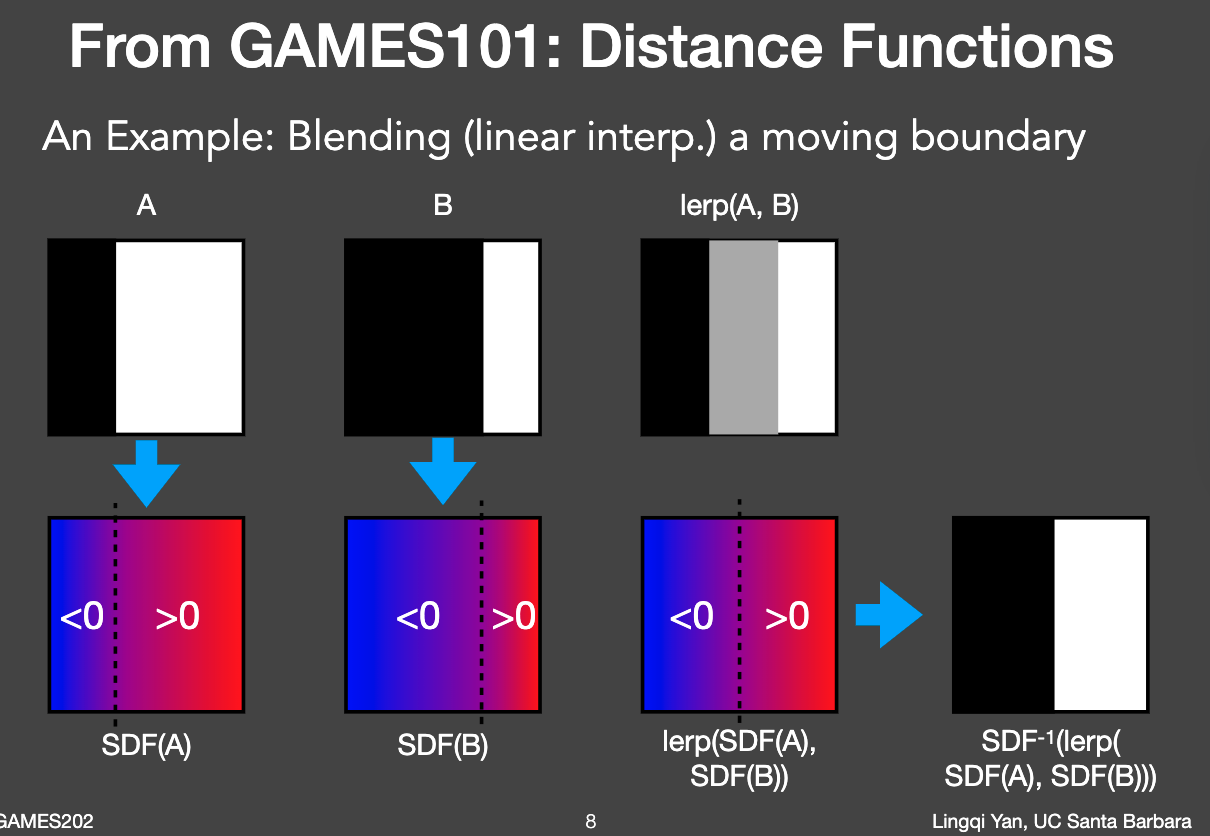 From GAMES101: Distance Functions
An Example: Blending (linear interp.) a moving boundary
A
B
lerp(A, B)
<0
>0
<0
>0
<0
>0
SDF(A)
SDF(B)
lerp(SDF(A),
SDF(B))
SDF⁻¹(lerp(
SDF(A), SDF(B)))
GAMES202
8
Lingqi Yan, UC Santa Barbara